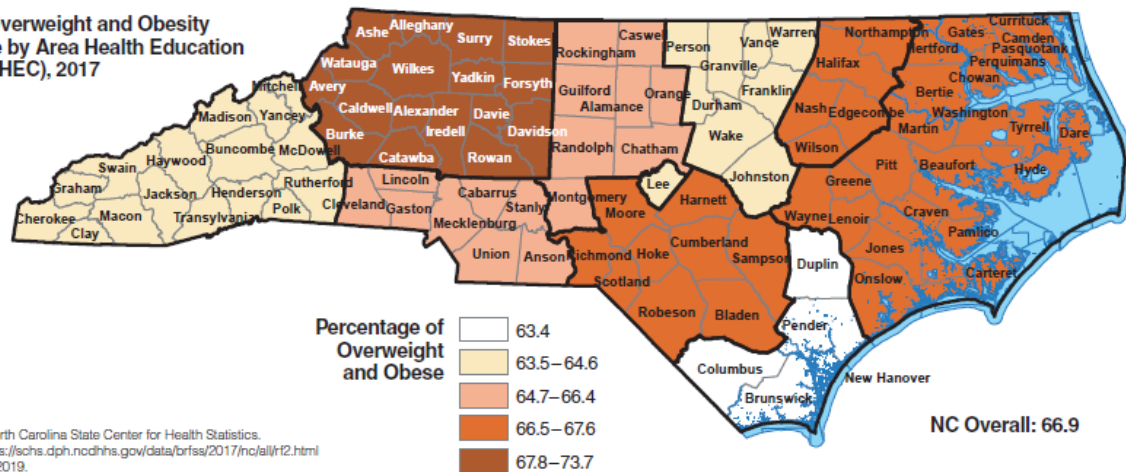 verweight and Obesity
e by Area Health Education
HEC), 2017
Ashe
Alleghany
Surry
Stokes
Watauga
Wilkes
Yadkin
Forsyth
Avery
Caldwell
Alexander
Davie
Burke
Iredell
Davidson
Catawba
Rowan
Rockingham
Caswell
Guilford
Alamance
Orange
Randolph
Chatham
Person
Granville
Vance
Warren
Franklin
Durham
Wake
Johnston
Lee
Northampton
Halifax
Nash
Edgecombe
Wilson
Hertford
Gates
Currituck
Camden
Pasquotank
Perquimans
Chowan
Bertie
Washington
Martin
Tyrrell
Dare
Pitt
Beaufort
Hyde
Greene
Wayne
Lenoir
Craven
Pamlico
Jones
Onslow
Carteret
Mitchell
Madison
Yancey
Buncombe
McDowell
Haywood
Swain
Graham
Jackson
Henderson
Rutherford
Cherokee
Macon
Transylvania
Polk
Clay
Cleveland
Lincoln
Gaston
Cabarrus
Stanly
Mecklenburg
Union
Anson
Montgomery
Moore
Harnett
Richmond
Hoke
Cumberland
Sampson
Scotland
Robeson
Bladen
Duplin
Pender
Columbus
Brunswick
New Hanover
Percentage of
Overweight
and Obese
63.4
63.5–64.6
64.7–66.4
66.5–67.6
67.8–73.7
NC Overall: 66.9
rth Carolina State Center for Health Statistics.
s://schs.dph.ncdhhs.gov/data/brfss/2017/nc/all/rf2.html
2019.